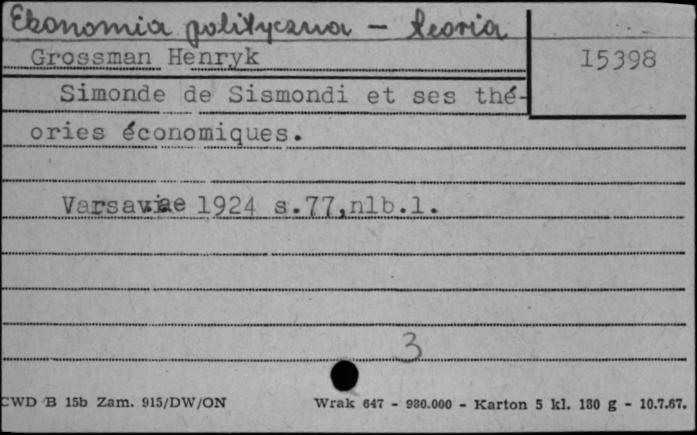 Ekonomia polityczna - teoria
Grossman Henryk
15398
Simonde de Sismondi et ses thé-
ories économiques.
Varsaviae 1924 s.77,nlb.1.
3
CWD B 15b Zam. 915/DW/ON
Wrak 647 - 980.000 - Karton 5 kl. 180 g - 10.7.67.